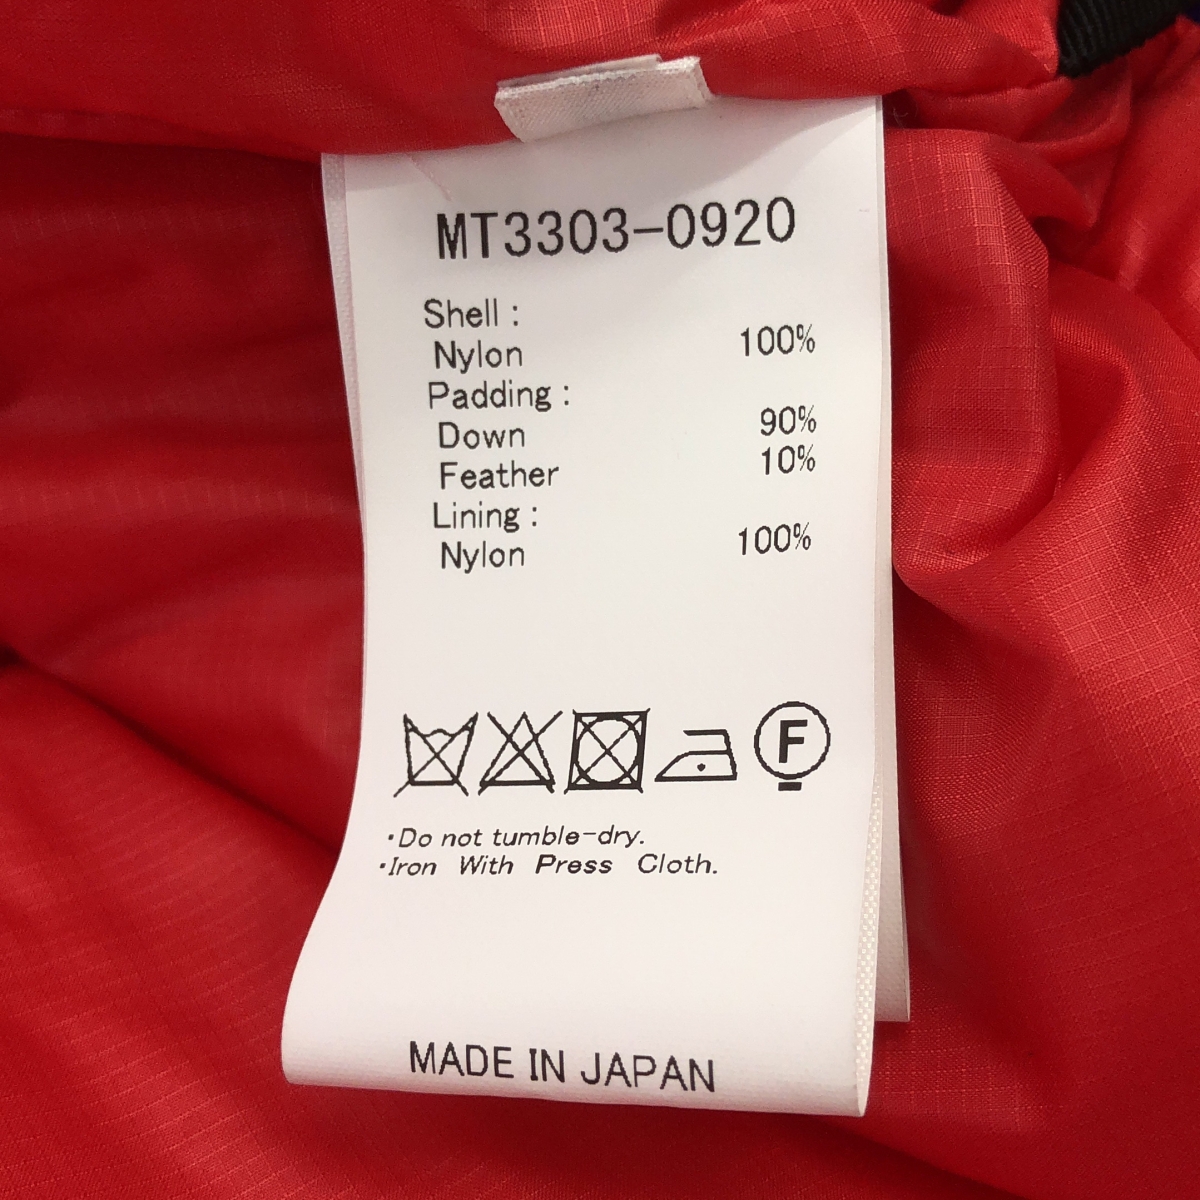 MT3303-0920
Shell :
Nylon 100%
Padding :
Down 90%
Feather 10%
Lining :
Nylon 100%
F
・Do not tumble-dry.
・Iron With Press Cloth.
MADE IN JAPAN